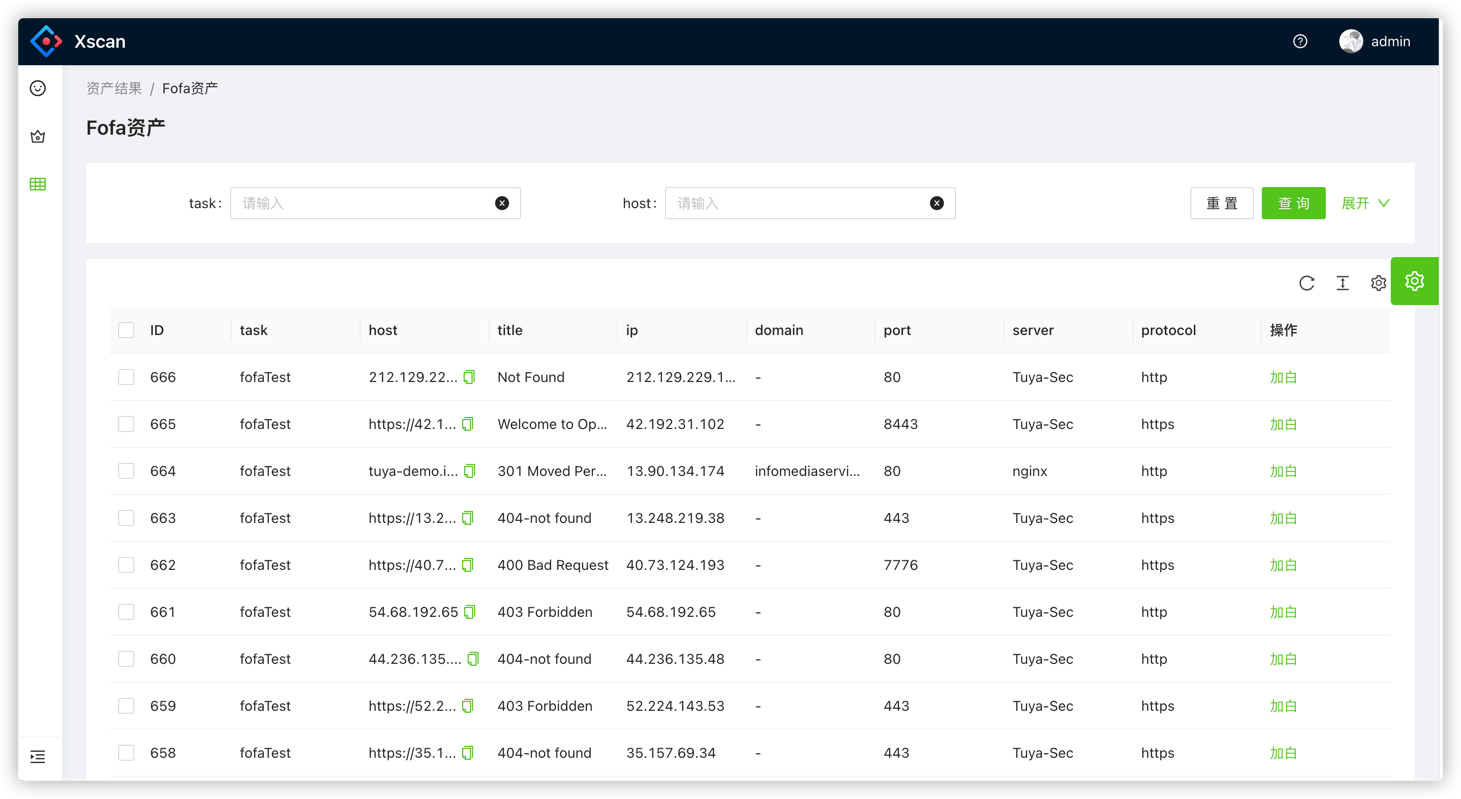 Xscan admin
资产结果 / Fofa资产
Fofa资产
task: 请输入 host: 请输入 重 置 查 询 展开
ID task host title ip domain port server protocol 操作
666 fofaTest 212.129.22... Not Found 212.129.229.1... - 80 Tuya-Sec http 加白
665 fofaTest https://42.1... Welcome to Op... 42.192.31.102 - 8443 Tuya-Sec https 加白
664 fofaTest tuya-demo.i... 301 Moved Per... 13.90.134.174 infomediaservi... 80 nginx http 加白
663 fofaTest https://13.2... 404-not found 13.248.219.38 - 443 Tuya-Sec https 加白
662 fofaTest https://40.7... 400 Bad Request 40.73.124.193 - 7776 Tuya-Sec https 加白
661 fofaTest 54.68.192.65 403 Forbidden 54.68.192.65 - 80 Tuya-Sec http 加白
660 fofaTest 44.236.135.... 404-not found 44.236.135.48 - 80 Tuya-Sec http 加白
659 fofaTest https://52.2... 403 Forbidden 52.224.143.53 - 443 Tuya-Sec https 加白
658 fofaTest https://35.1... 404-not found 35.157.69.34 - 443 Tuya-Sec https 加白